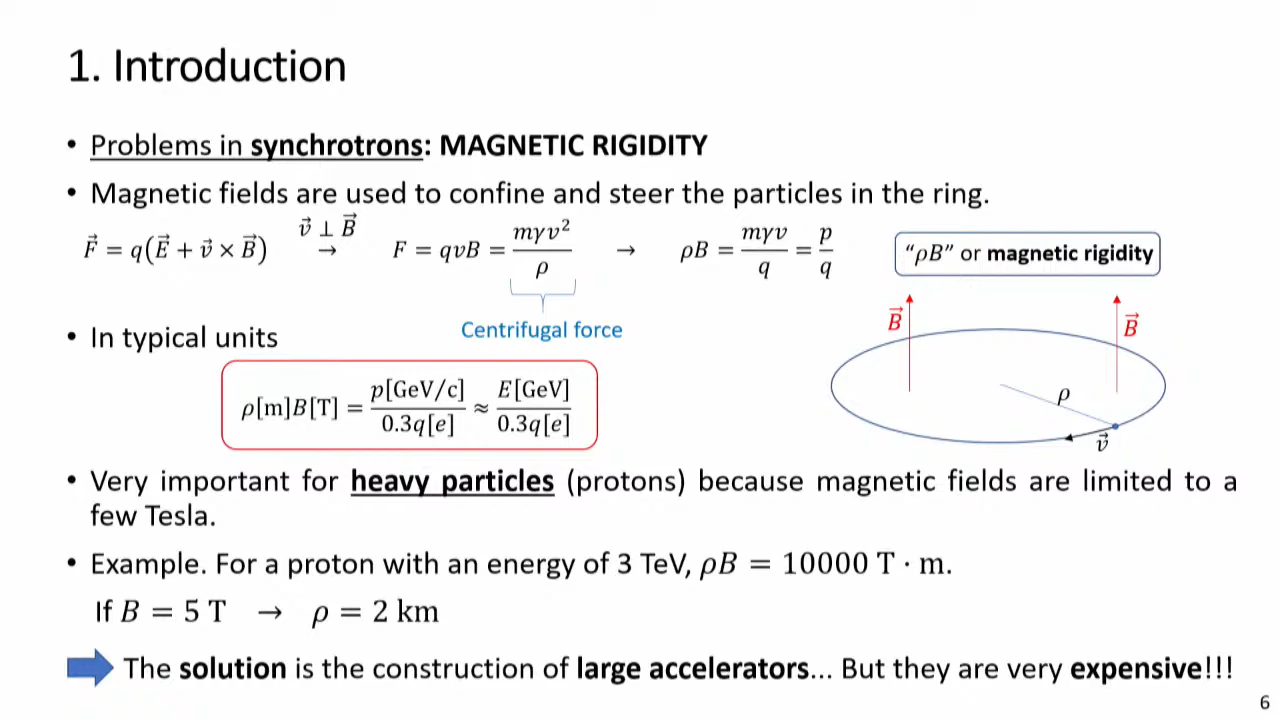 1. Introduction
• Problems in synchrotrons: MAGNETIC RIGIDITY
• Magnetic fields are used to confine and steer the particles in the ring.
F⃗ = q(E⃗ + v⃗ × B⃗) v⃗ ⊥ B⃗ → F = qvB = mγv²/ρ → ρB = mγv/q = p/q
“ρB” or magnetic rigidity
Centrifugal force
• In typical units
ρ[m]B[T] = p[GeV/c]/0.3q[e] ≈ E[GeV]/0.3q[e]
B⃗
B⃗
ρ
v⃗
• Very important for heavy particles (protons) because magnetic fields are limited to a
few Tesla.
• Example. For a proton with an energy of 3 TeV, ρB = 10000 T · m.
If B = 5 T → ρ = 2 km
The solution is the construction of large accelerators... But they are very expensive!!!
6